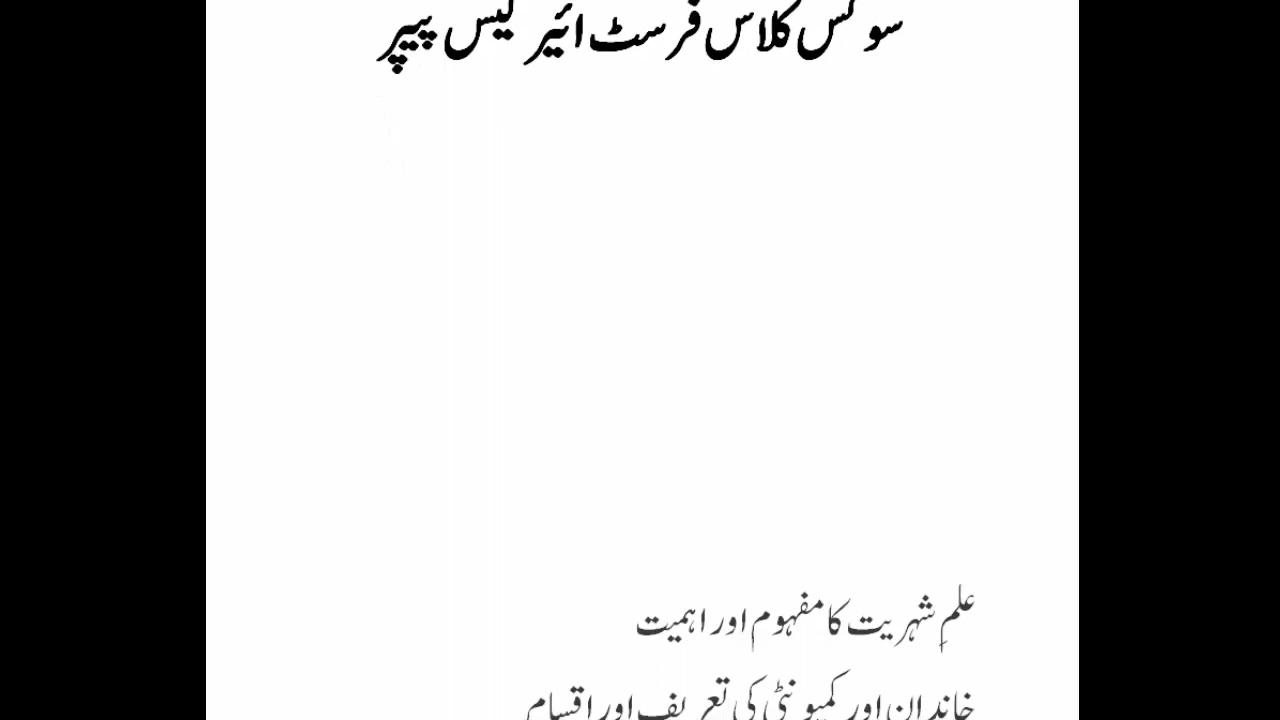 سوکس کلاس فرسٹ ائیر گیس پیپر
علمِ شہریت کا مفہوم اور اہمیت
خاندان اور کمیونٹی کی تعریف اور اقسام